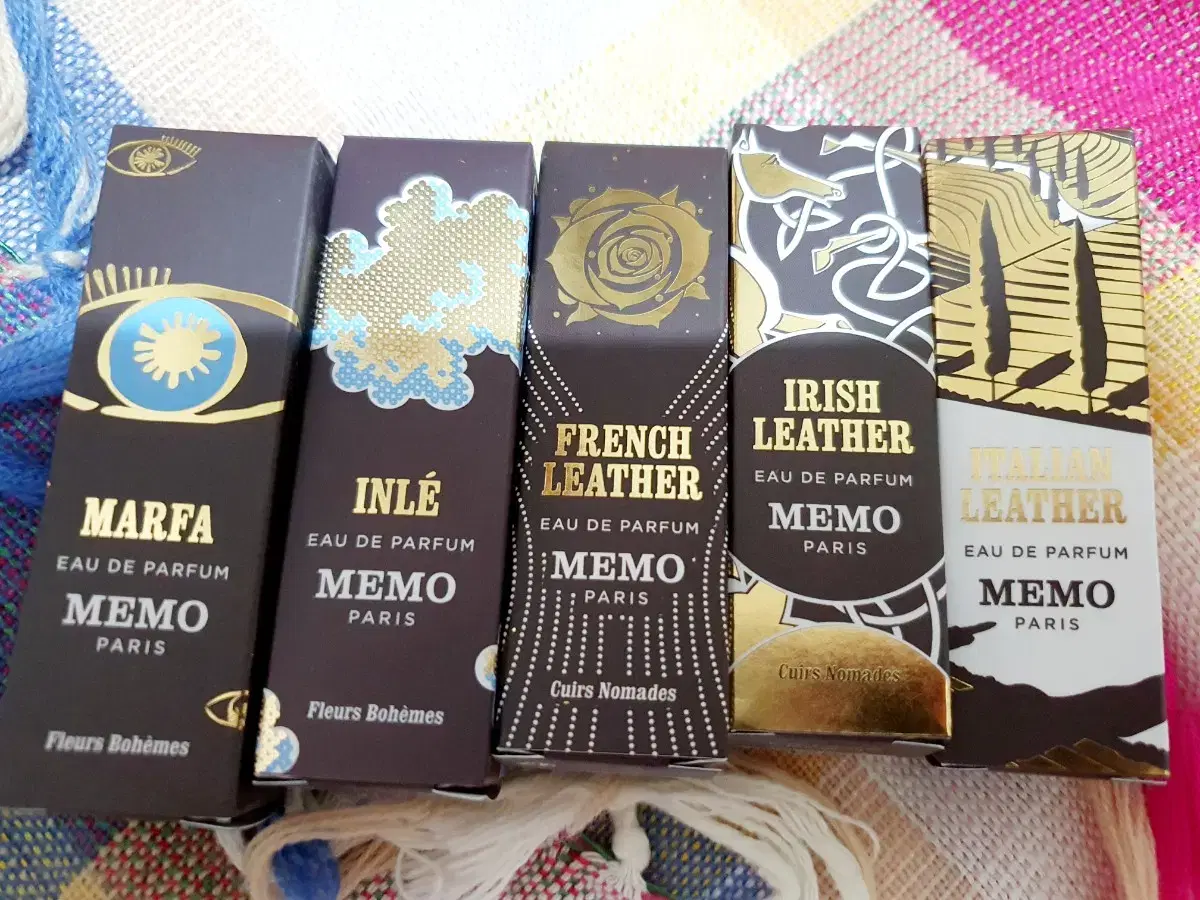 MARFA
EAU DE PARFUM
MEMO
PARIS
Fleurs Bohèmes
INLÉ
EAU DE PARFUM
MEMO
PARIS
Fleurs Bohèmes
FRENCH
LEATHER
EAU DE PARFUM
MEMO
PARIS
Cuirs Nomades
IRISH
LEATHER
EAU DE PARFUM
MEMO
PARIS
Cuirs Nomades
ITALIAN
LEATHER
EAU DE PARFUM
MEMO
PARIS